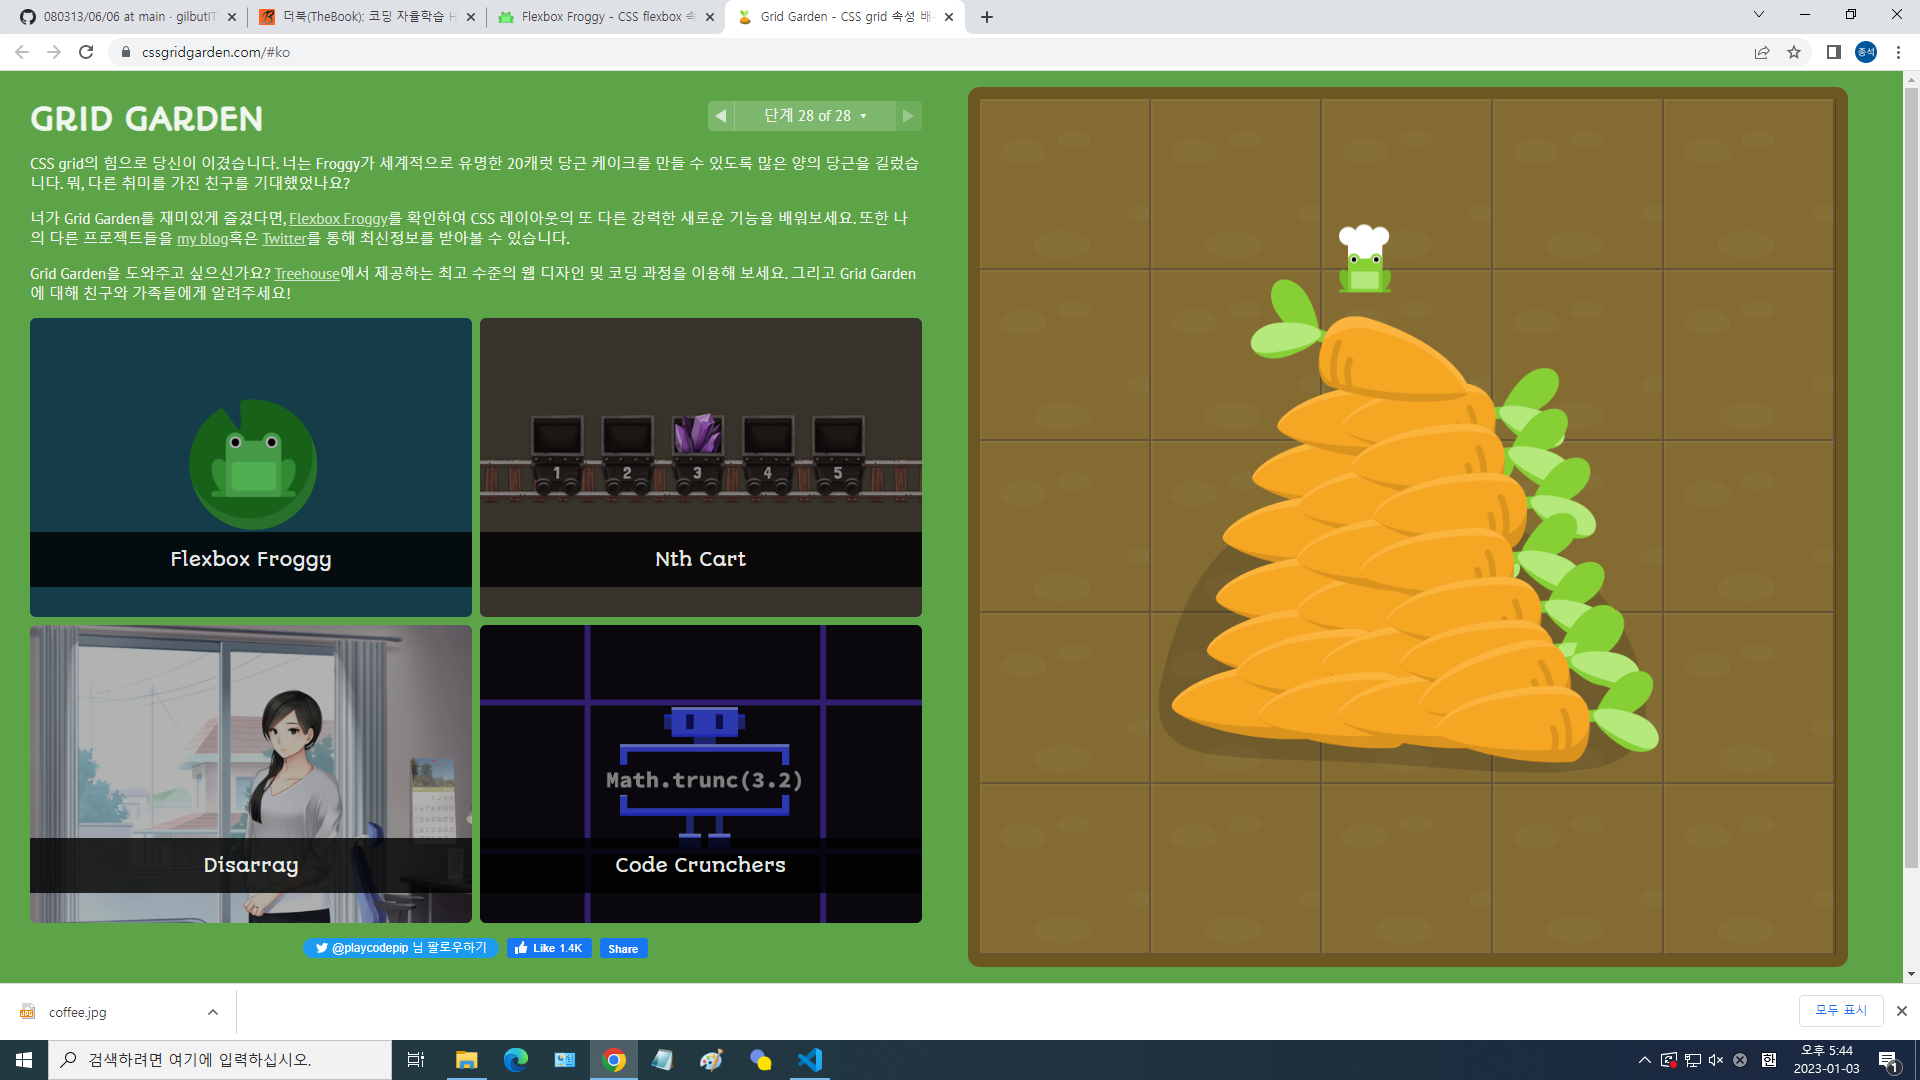 080313/06/06 at main · gilbutIT
더북(TheBook): 코딩 자율학습 H
Flexbox Froggy - CSS flexbox 속
Grid Garden - CSS grid 속성 배
cssgridgarden.com/#ko
종석
GRID GARDEN
단계 28 of 28
CSS grid의 힘으로 당신이 이겼습니다. 너는 Froggy가 세계적으로 유명한 20캐럿 당근 케이크를 만들 수 있도록 많은 양의 당근을 길렀습
니다. 뭐, 다른 취미를 가진 친구를 기대했었나요?
너가 Grid Garden를 재미있게 즐겼다면, Flexbox Froggy를 확인하여 CSS 레이아웃의 또 다른 강력한 새로운 기능을 배워보세요. 또한 나
의 다른 프로젝트들을 my blog혹은 Twitter를 통해 최신정보를 받아볼 수 있습니다.
Grid Garden을 도와주고 싶으신가요? Treehouse에서 제공하는 최고 수준의 웹 디자인 및 코딩 과정을 이용해 보세요. 그리고 Grid Garden
에 대해 친구와 가족들에게 알려주세요!
1 2 3 4 5
Flexbox Froggy
Nth Cart
Math.trunc(3.2)
Disarray
Code Crunchers
@playcodepip 님 팔로우하기
Like 1.4K
Share
coffee.jpg
모두 표시
검색하려면 여기에 입력하십시오.
한
오후 5:44
2023-01-03
1